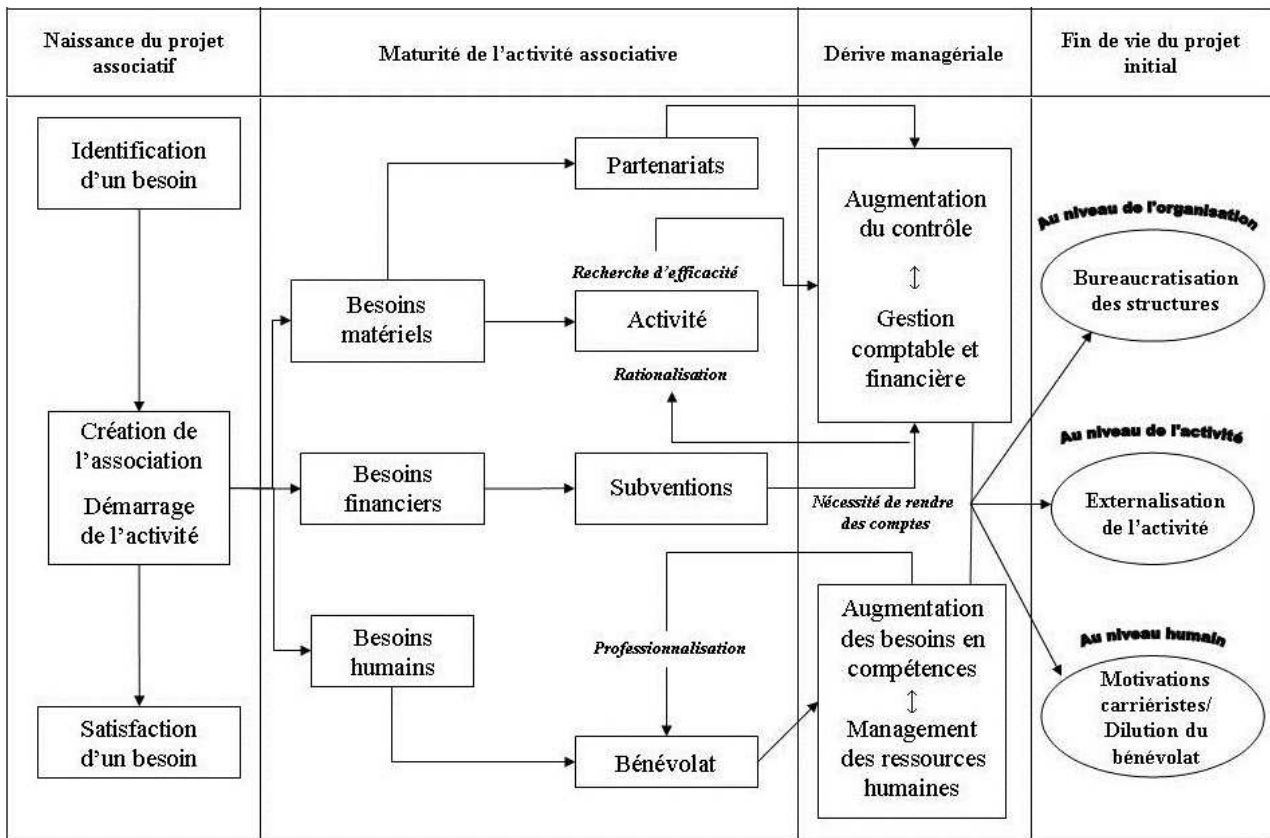 Naissance du projet
associatif
Maturité de l'activité associative
Dérive managériale
Fin de vie du projet
initial
Identification
d'un besoin
Création de
l'association
Démarrage
de l'activité
Satisfaction
d'un besoin
Besoins
matériels
Besoins
financiers
Besoins
humains
Partenariats
Recherche d'efficacité
Activité
Rationalisation
Subventions
Professionnalisation
Bénévolat
Augmentation
du contrôle
↕
Gestion
comptable et
financière
Nécessité de rendre
des comptes
Augmentation
des besoins en
compétences
↕
Management
des ressources
humaines
Au niveau de l'organisation
Bureaucratisation
des structures
Au niveau de l'activité
Externalisation
de l'activité
Au niveau humain
Motivations
carriéristes/
Dilution du
bénévolat